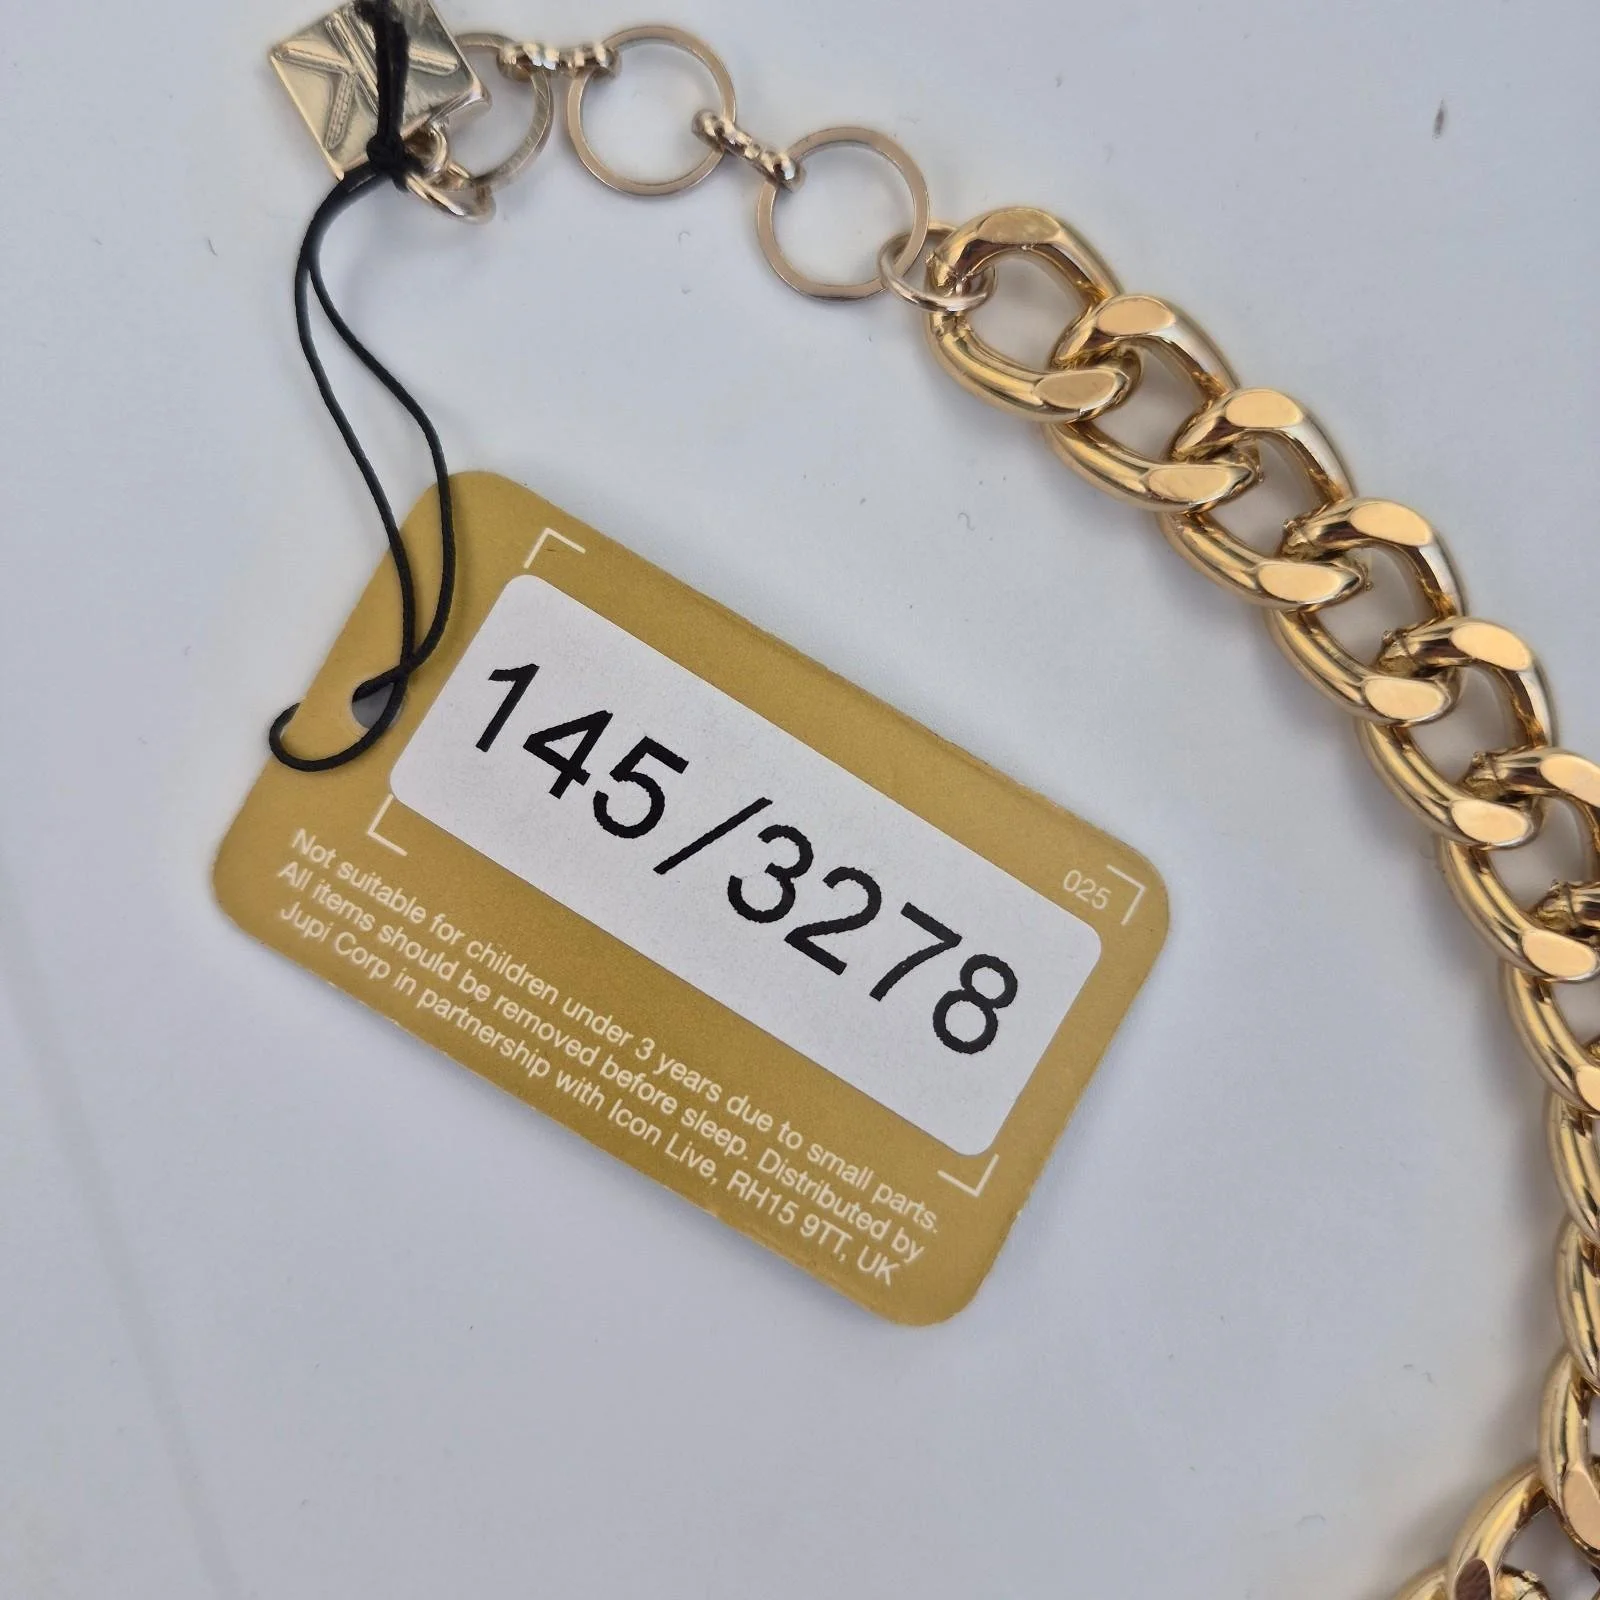 145/3278
025
Not suitable for children under 3 years due to small parts.
All items should be removed before sleep. Distributed by
Jupi Corp in partnership with Icon Live, RH15 9TT, UK